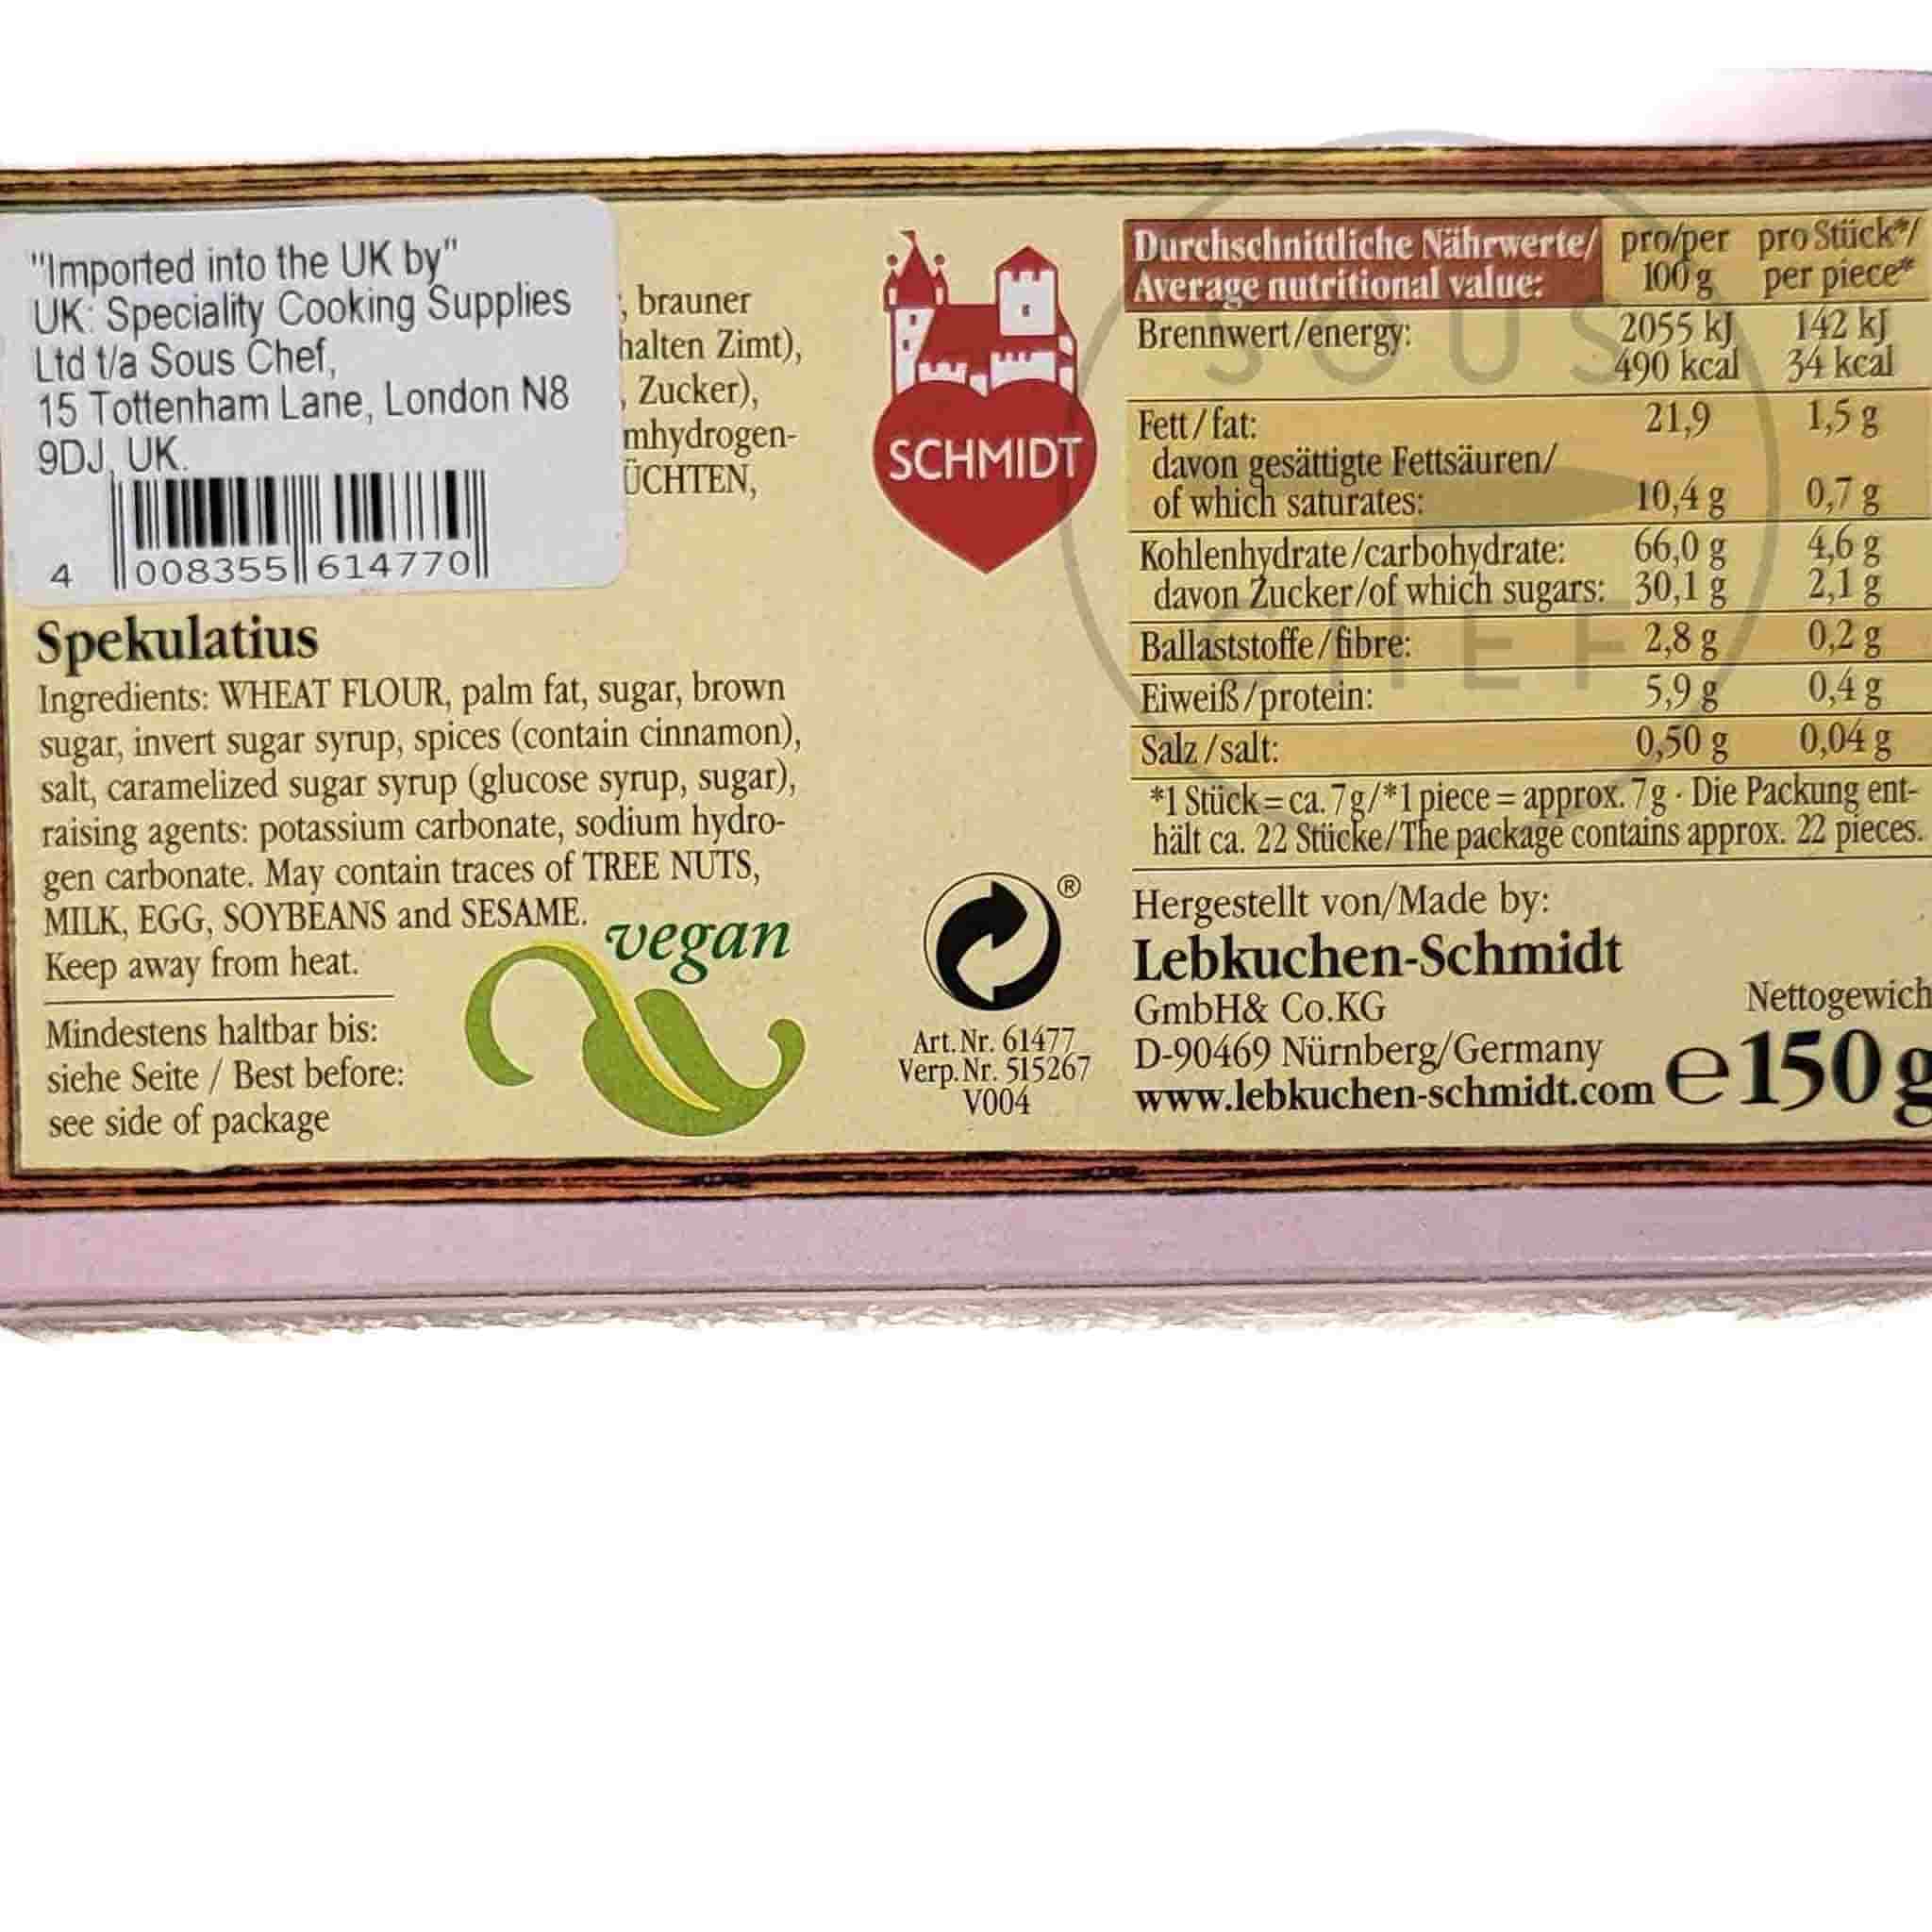 "Imported into the UK by"
UK: Speciality Cooking Supplies
Ltd t/a Sous Chef,
15 Tottenham Lane, London N8
9DJ, UK.
4 008355 614770
, brauner
halten Zimt),
, Zucker),
mhydrogen-
ÜCHTEN,
Spekulatius
Ingredients: WHEAT FLOUR, palm fat, sugar, brown
sugar, invert sugar syrup, spices (contain cinnamon),
salt, caramelized sugar syrup (glucose syrup, sugar),
raising agents: potassium carbonate, sodium hydro-
gen carbonate. May contain traces of TREE NUTS,
MILK, EGG, SOYBEANS and SESAME.
Keep away from heat.
vegan
Mindestens haltbar bis:
siehe Seite / Best before:
see side of package
SCHMIDT
®
Art.Nr. 61477
Verp.Nr. 515267
V004
Durchschnittliche Nährwerte/ pro/per pro Stück*/
Average nutritional value: 100 g per piece*
Brennwert/energy: 2055 kJ 142 kJ
490 kcal 34 kcal
Fett/fat: 21,9 1,5 g
davon gesättigte Fettsäuren/
of which saturates: 10,4 g 0,7 g
Kohlenhydrate/carbohydrate: 66,0 g 4,6 g
davon Zucker/of which sugars: 30,1 g 2,1 g
Ballaststoffe/fibre: 2,8 g 0,2 g
Eiweiß/protein: 5,9 g 0,4 g
Salz/salt: 0,50 g 0,04 g
*1 Stück = ca. 7 g/*1 piece = approx. 7 g · Die Packung ent-
hält ca. 22 Stücke/The package contains approx. 22 pieces.
Hergestellt von/Made by:
Lebkuchen-Schmidt
GmbH& Co.KG
D-90469 Nürnberg/Germany
www.lebkuchen-schmidt.com
Nettogewich
e150g
SOUS
CHEF